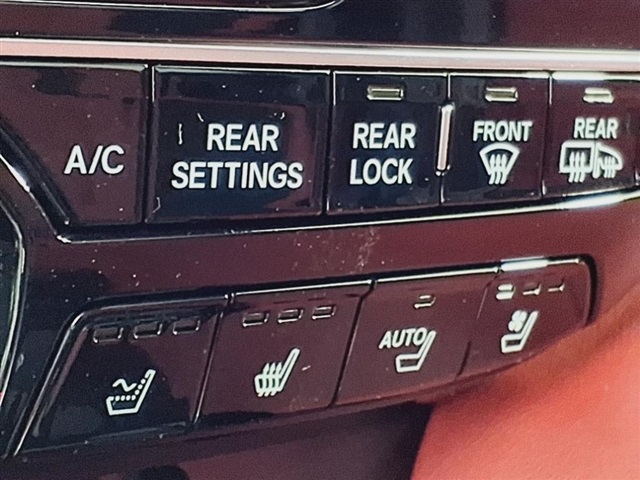 A/C
REAR
SETTINGS
REAR
LOCK
FRONT
REAR
AUTO